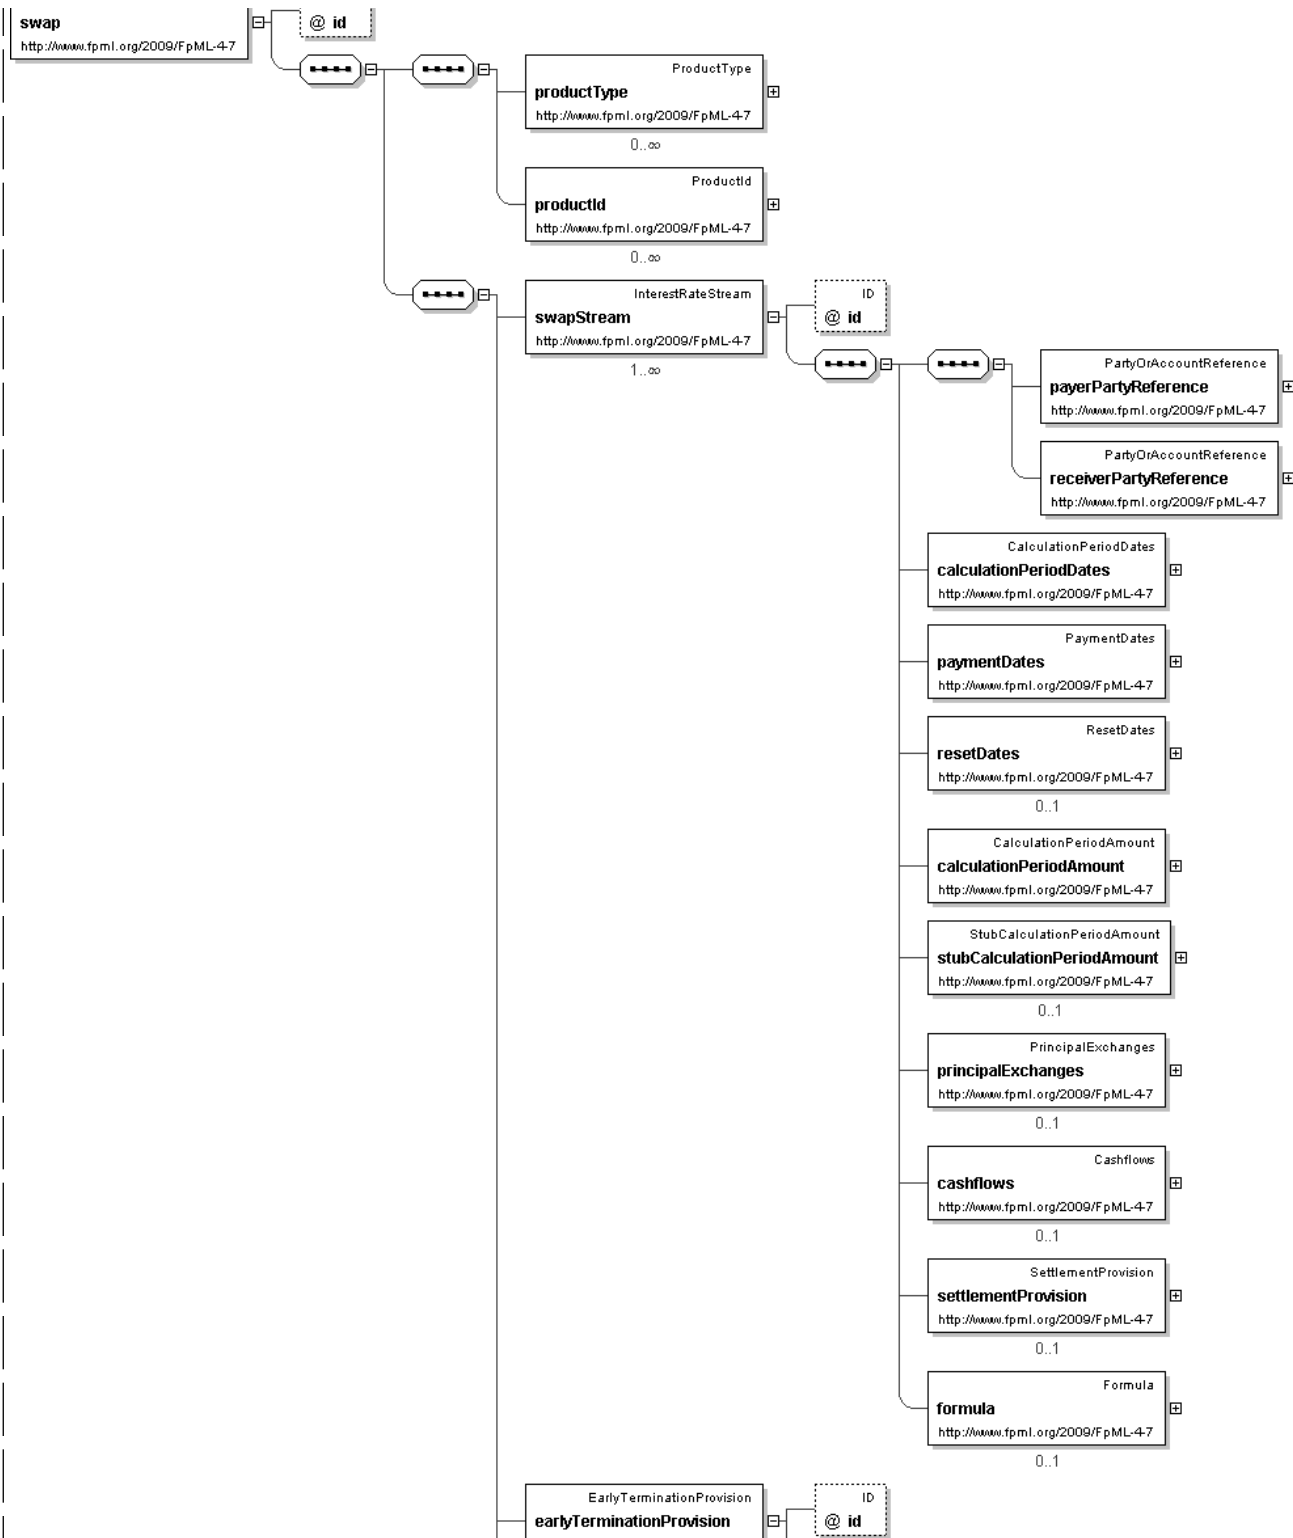 swap
http://www.fpml.org/2009/FpML-4-7
@ id
ProductType
productType
http://www.fpml.org/2009/FpML-4-7
0..∞
ProductId
productId
http://www.fpml.org/2009/FpML-4-7
0..∞
InterestRateStream
swapStream
http://www.fpml.org/2009/FpML-4-7
1..∞
ID
@ id
PartyOrAccountReference
payerPartyReference
http://www.fpml.org/2009/FpML-4-7
PartyOrAccountReference
receiverPartyReference
http://www.fpml.org/2009/FpML-4-7
CalculationPeriodDates
calculationPeriodDates
http://www.fpml.org/2009/FpML-4-7
PaymentDates
paymentDates
http://www.fpml.org/2009/FpML-4-7
ResetDates
resetDates
http://www.fpml.org/2009/FpML-4-7
0..1
CalculationPeriodAmount
calculationPeriodAmount
http://www.fpml.org/2009/FpML-4-7
StubCalculationPeriodAmount
stubCalculationPeriodAmount
http://www.fpml.org/2009/FpML-4-7
0..1
PrincipalExchanges
principalExchanges
http://www.fpml.org/2009/FpML-4-7
0..1
Cashflows
cashflows
http://www.fpml.org/2009/FpML-4-7
0..1
SettlementProvision
settlementProvision
http://www.fpml.org/2009/FpML-4-7
0..1
Formula
formula
http://www.fpml.org/2009/FpML-4-7
0..1
EarlyTerminationProvision
earlyTerminationProvision
ID
@ id